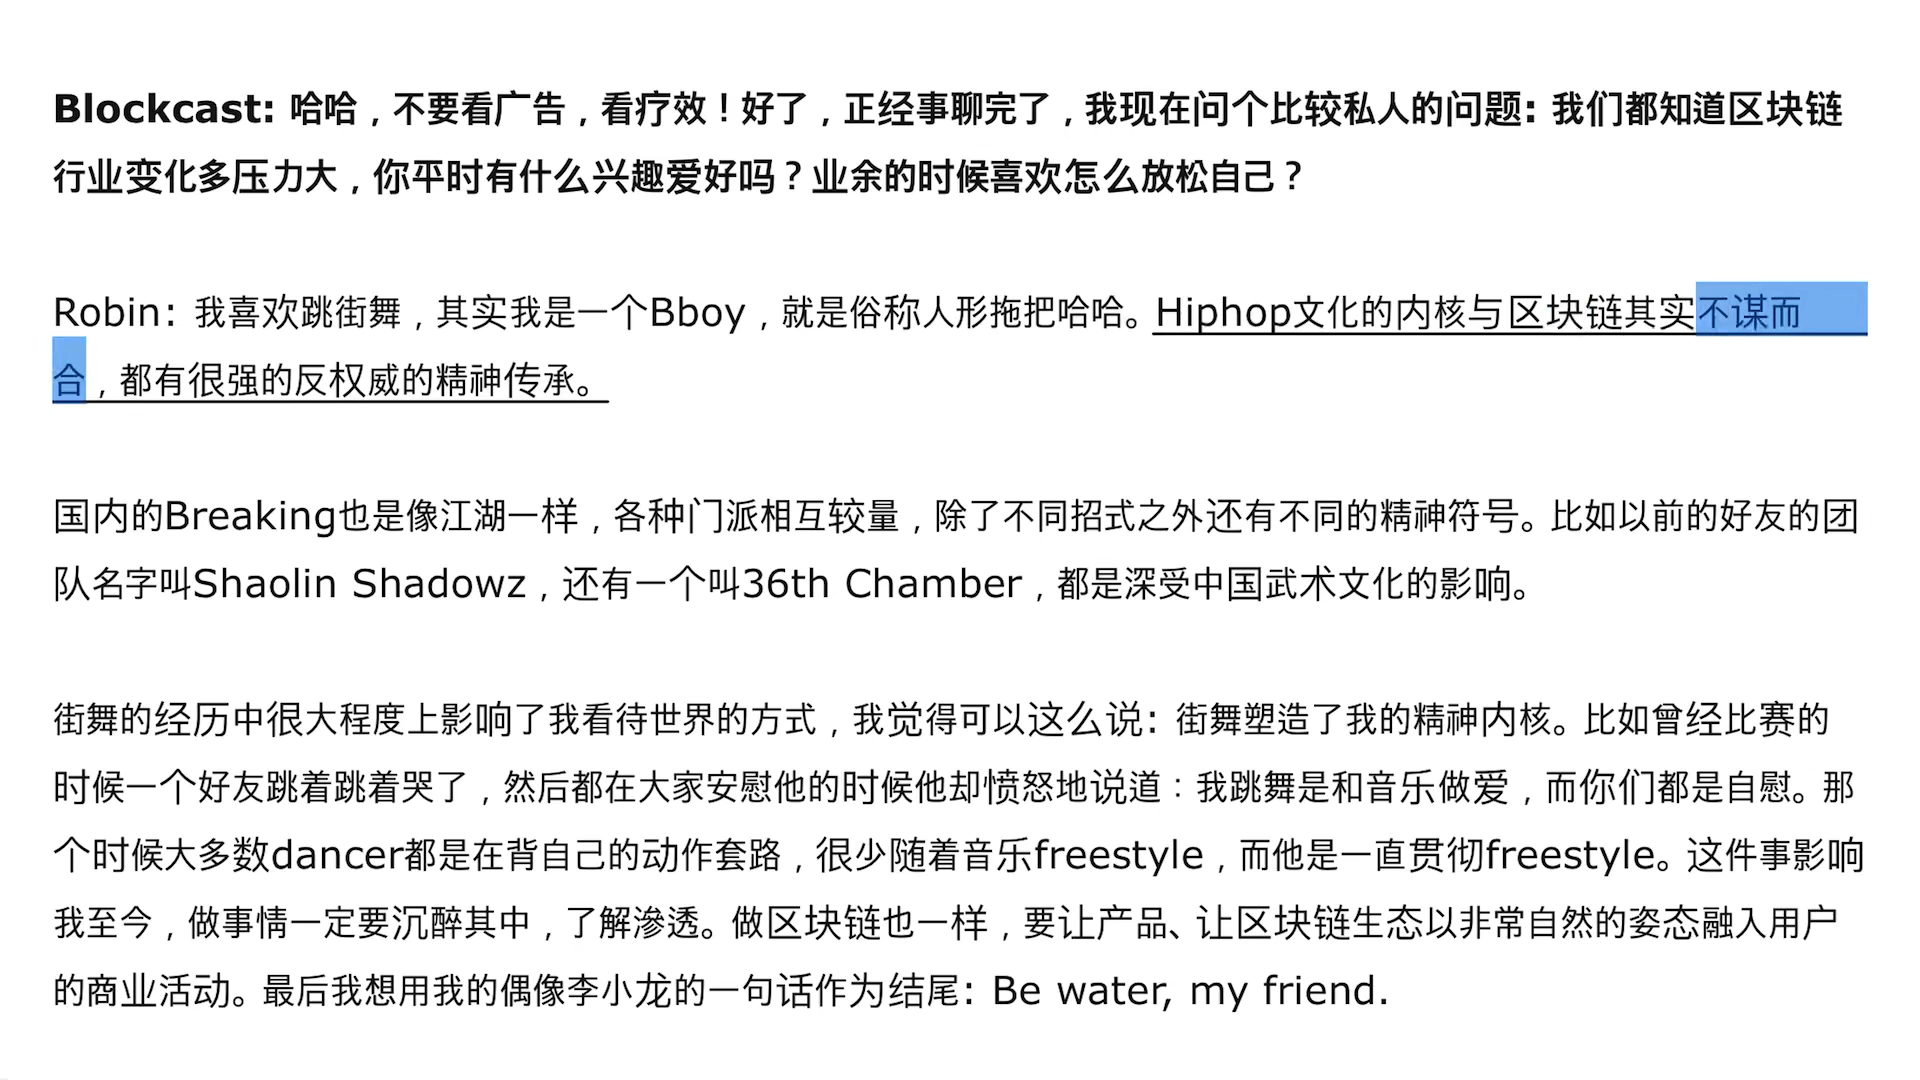 Blockcast: 哈哈，不要看广告，看疗效！好了，正经事聊完了，我现在问个比较私人的问题: 我们都知道区块链
行业变化多压力大，你平时有什么兴趣爱好吗？业余的时候喜欢怎么放松自己？
Robin: 我喜欢跳街舞，其实我是一个Bboy，就是俗称人形拖把哈哈。Hiphop文化的内核与区块链其实不谋而
合，都有很强的反权威的精神传承。
国内的Breaking也是像江湖一样，各种门派相互较量，除了不同招式之外还有不同的精神符号。比如以前的好友的团
队名字叫Shaolin Shadowz，还有一个叫36th Chamber，都是深受中国武术文化的影响。
街舞的经历中很大程度上影响了我看待世界的方式，我觉得可以这么说: 街舞塑造了我的精神内核。比如曾经比赛的
时候一个好友跳着跳着哭了，然后都在大家安慰他的时候他却愤怒地说道：我跳舞是和音乐做爱，而你们都是自慰。那
个时候大多数dancer都是在背自己的动作套路，很少随着音乐freestyle，而他是一直贯彻freestyle。这件事影响
我至今，做事情一定要沉醉其中，了解渗透。做区块链也一样，要让产品、让区块链生态以非常自然的姿态融入用户
的商业活动。最后我想用我的偶像李小龙的一句话作为结尾: Be water, my friend.